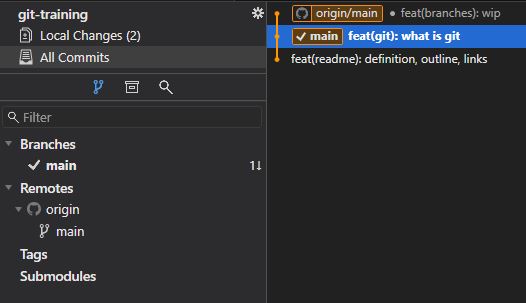 git-training
Local Changes (2)
All Commits
Filter
Branches
main 1↓
Remotes
origin
main
Tags
Submodules
origin/main feat(branches): wip
main feat(git): what is git
feat(readme): definition, outline, links